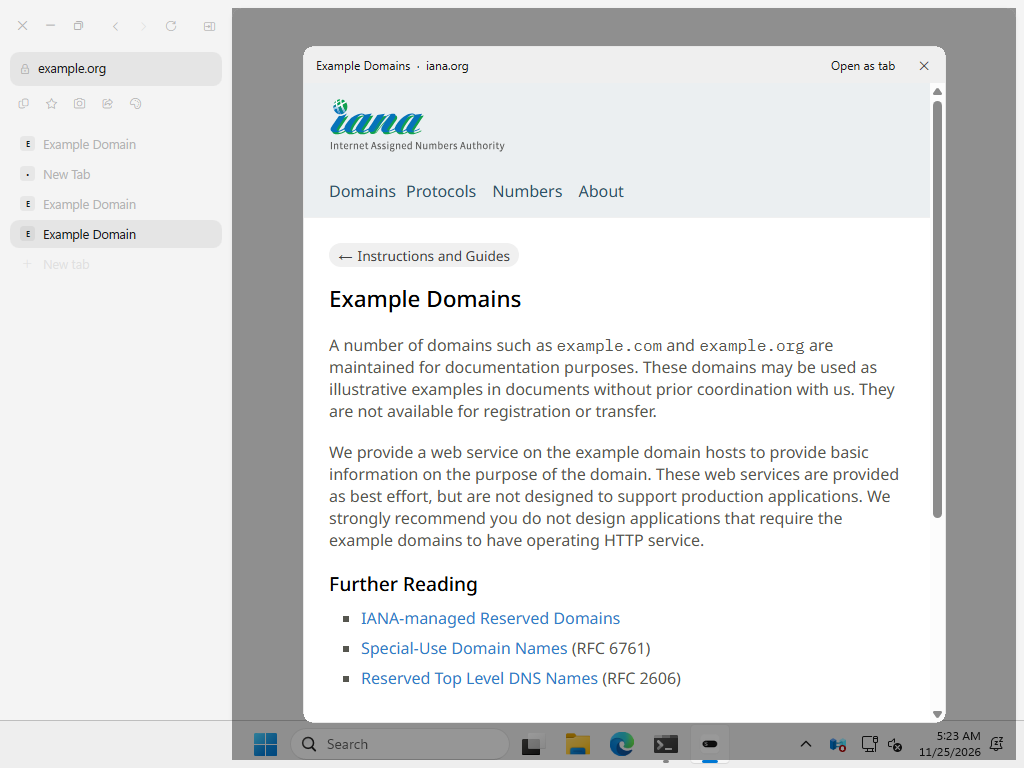 example.org
E Example Domain
New Tab
E Example Domain
E Example Domain
+ New tab
Example Domains · iana.org
Open as tab
iana
Internet Assigned Numbers Authority
Domains Protocols Numbers About
← Instructions and Guides
Example Domains
A number of domains such as example.com and example.org are
maintained for documentation purposes. These domains may be used as
illustrative examples in documents without prior coordination with us. They
are not available for registration or transfer.
We provide a web service on the example domain hosts to provide basic
information on the purpose of the domain. These web services are provided
as best effort, but are not designed to support production applications. We
strongly recommend you do not design applications that require the
example domains to have operating HTTP service.
Further Reading
IANA-managed Reserved Domains
Special-Use Domain Names (RFC 6761)
Reserved Top Level DNS Names (RFC 2606)
Search
5:23 AM
11/25/2026